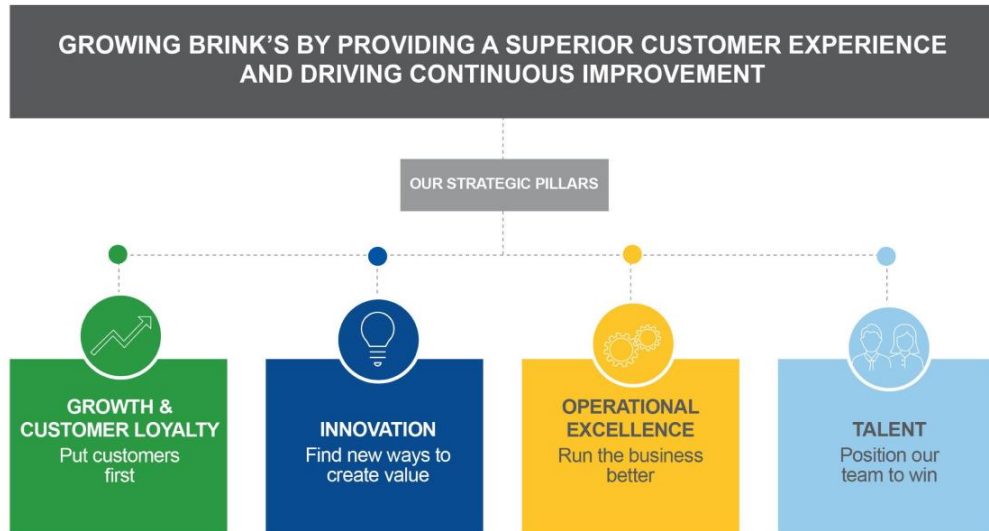 GROWING BRINK'S BY PROVIDING A SUPERIOR CUSTOMER EXPERIENCE
AND DRIVING CONTINUOUS IMPROVEMENT
OUR STRATEGIC PILLARS
GROWTH &
CUSTOMER LOYALTY
Put customers
first
INNOVATION
Find new ways to
create value
OPERATIONAL
EXCELLENCE
Run the business
better
TALENT
Position our
team to win